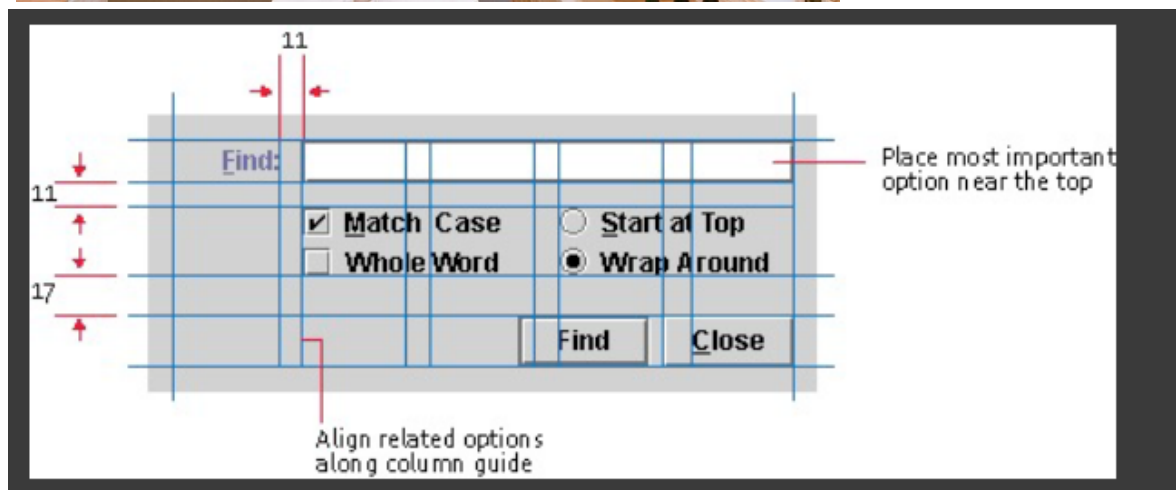 11
Find:
Place most important
option near the top
11
Match Case
Start at Top
Whole Word
Wrap Around
17
Find
Close
Align related options
along column guide